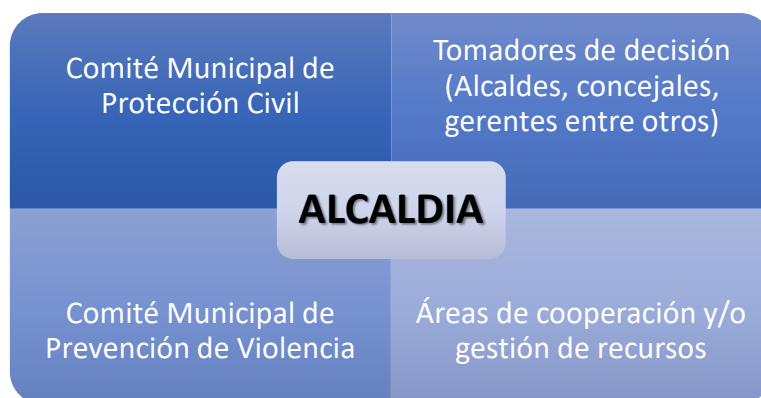 Comité Municipal de
Protección Civil
Tomadores de decisión
(Alcaldes, concejales,
gerentes entre otros)
ALCALDIA
Comité Municipal de
Prevención de Violencia
Áreas de cooperación y/o
gestión de recursos